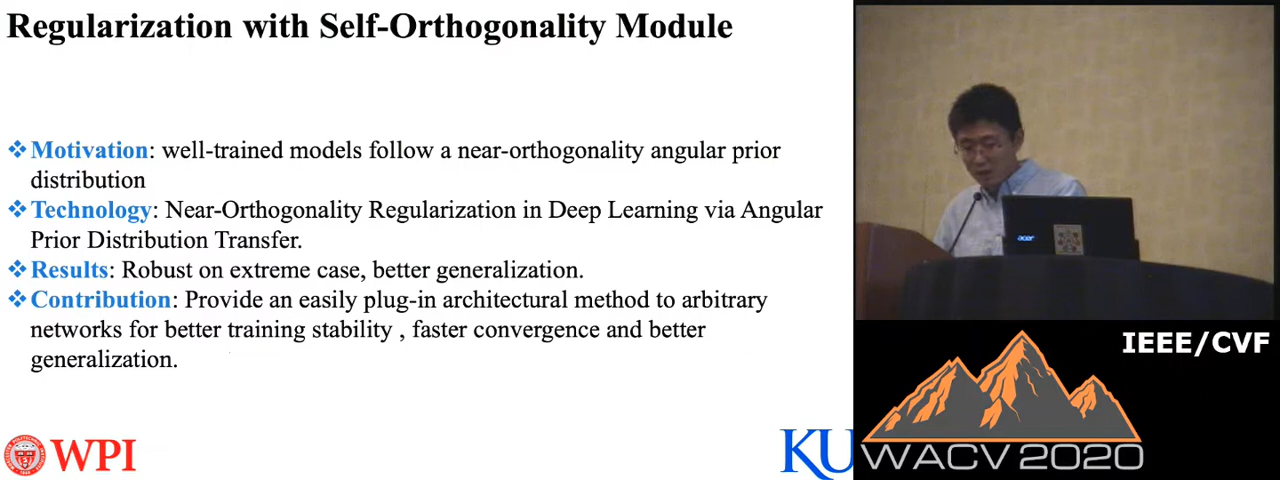 Regularization with Self-Orthogonality Module
❖Motivation: well-trained models follow a near-orthogonality angular prior
distribution
❖Technology: Near-Orthogonality Regularization in Deep Learning via Angular
Prior Distribution Transfer.
❖Results: Robust on extreme case, better generalization.
❖Contribution: Provide an easily plug-in architectural method to arbitrary
networks for better training stability , faster convergence and better
generalization.
WPI
KU
acer
IEEE/CVF
WACV 2020